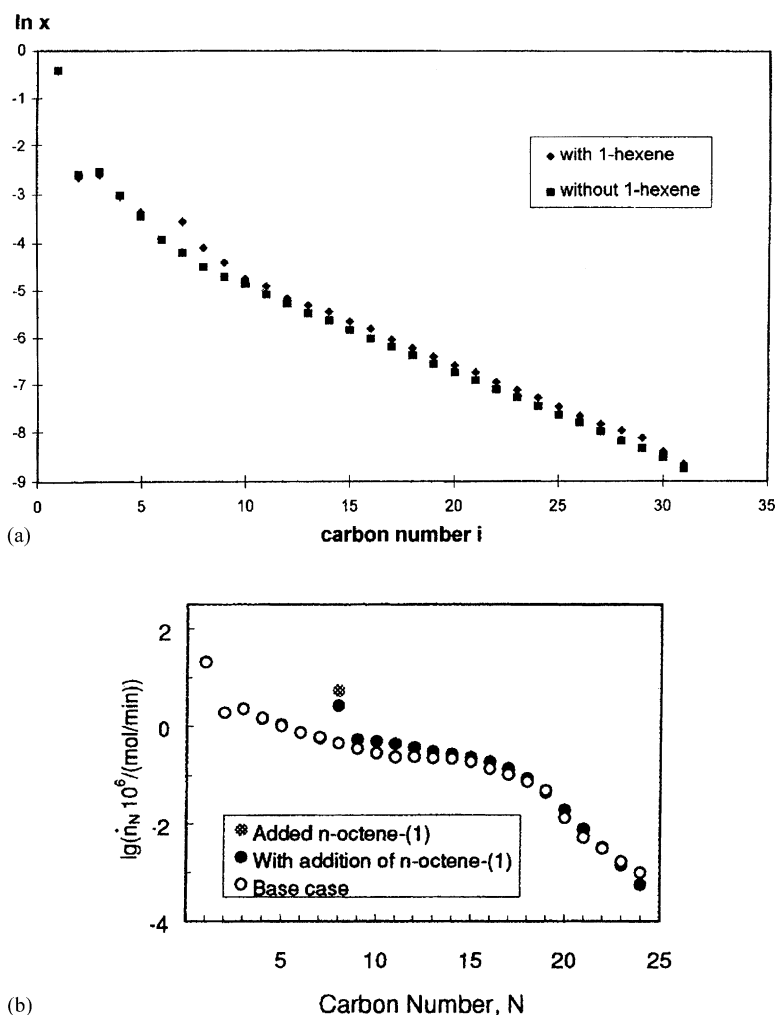 ln x
0
-1
-2
-3
-4
-5
-6
-7
-8
-9
with 1-hexene
without 1-hexene
0 5 10 15 20 25 30 35
carbon number i
(a)
2
0
-2
-4
lg(ṅN 10⁶/(mol/min))
Added n-octene-(1)
With addition of n-octene-(1)
Base case
5 10 15 20 25
Carbon Number, N
(b)